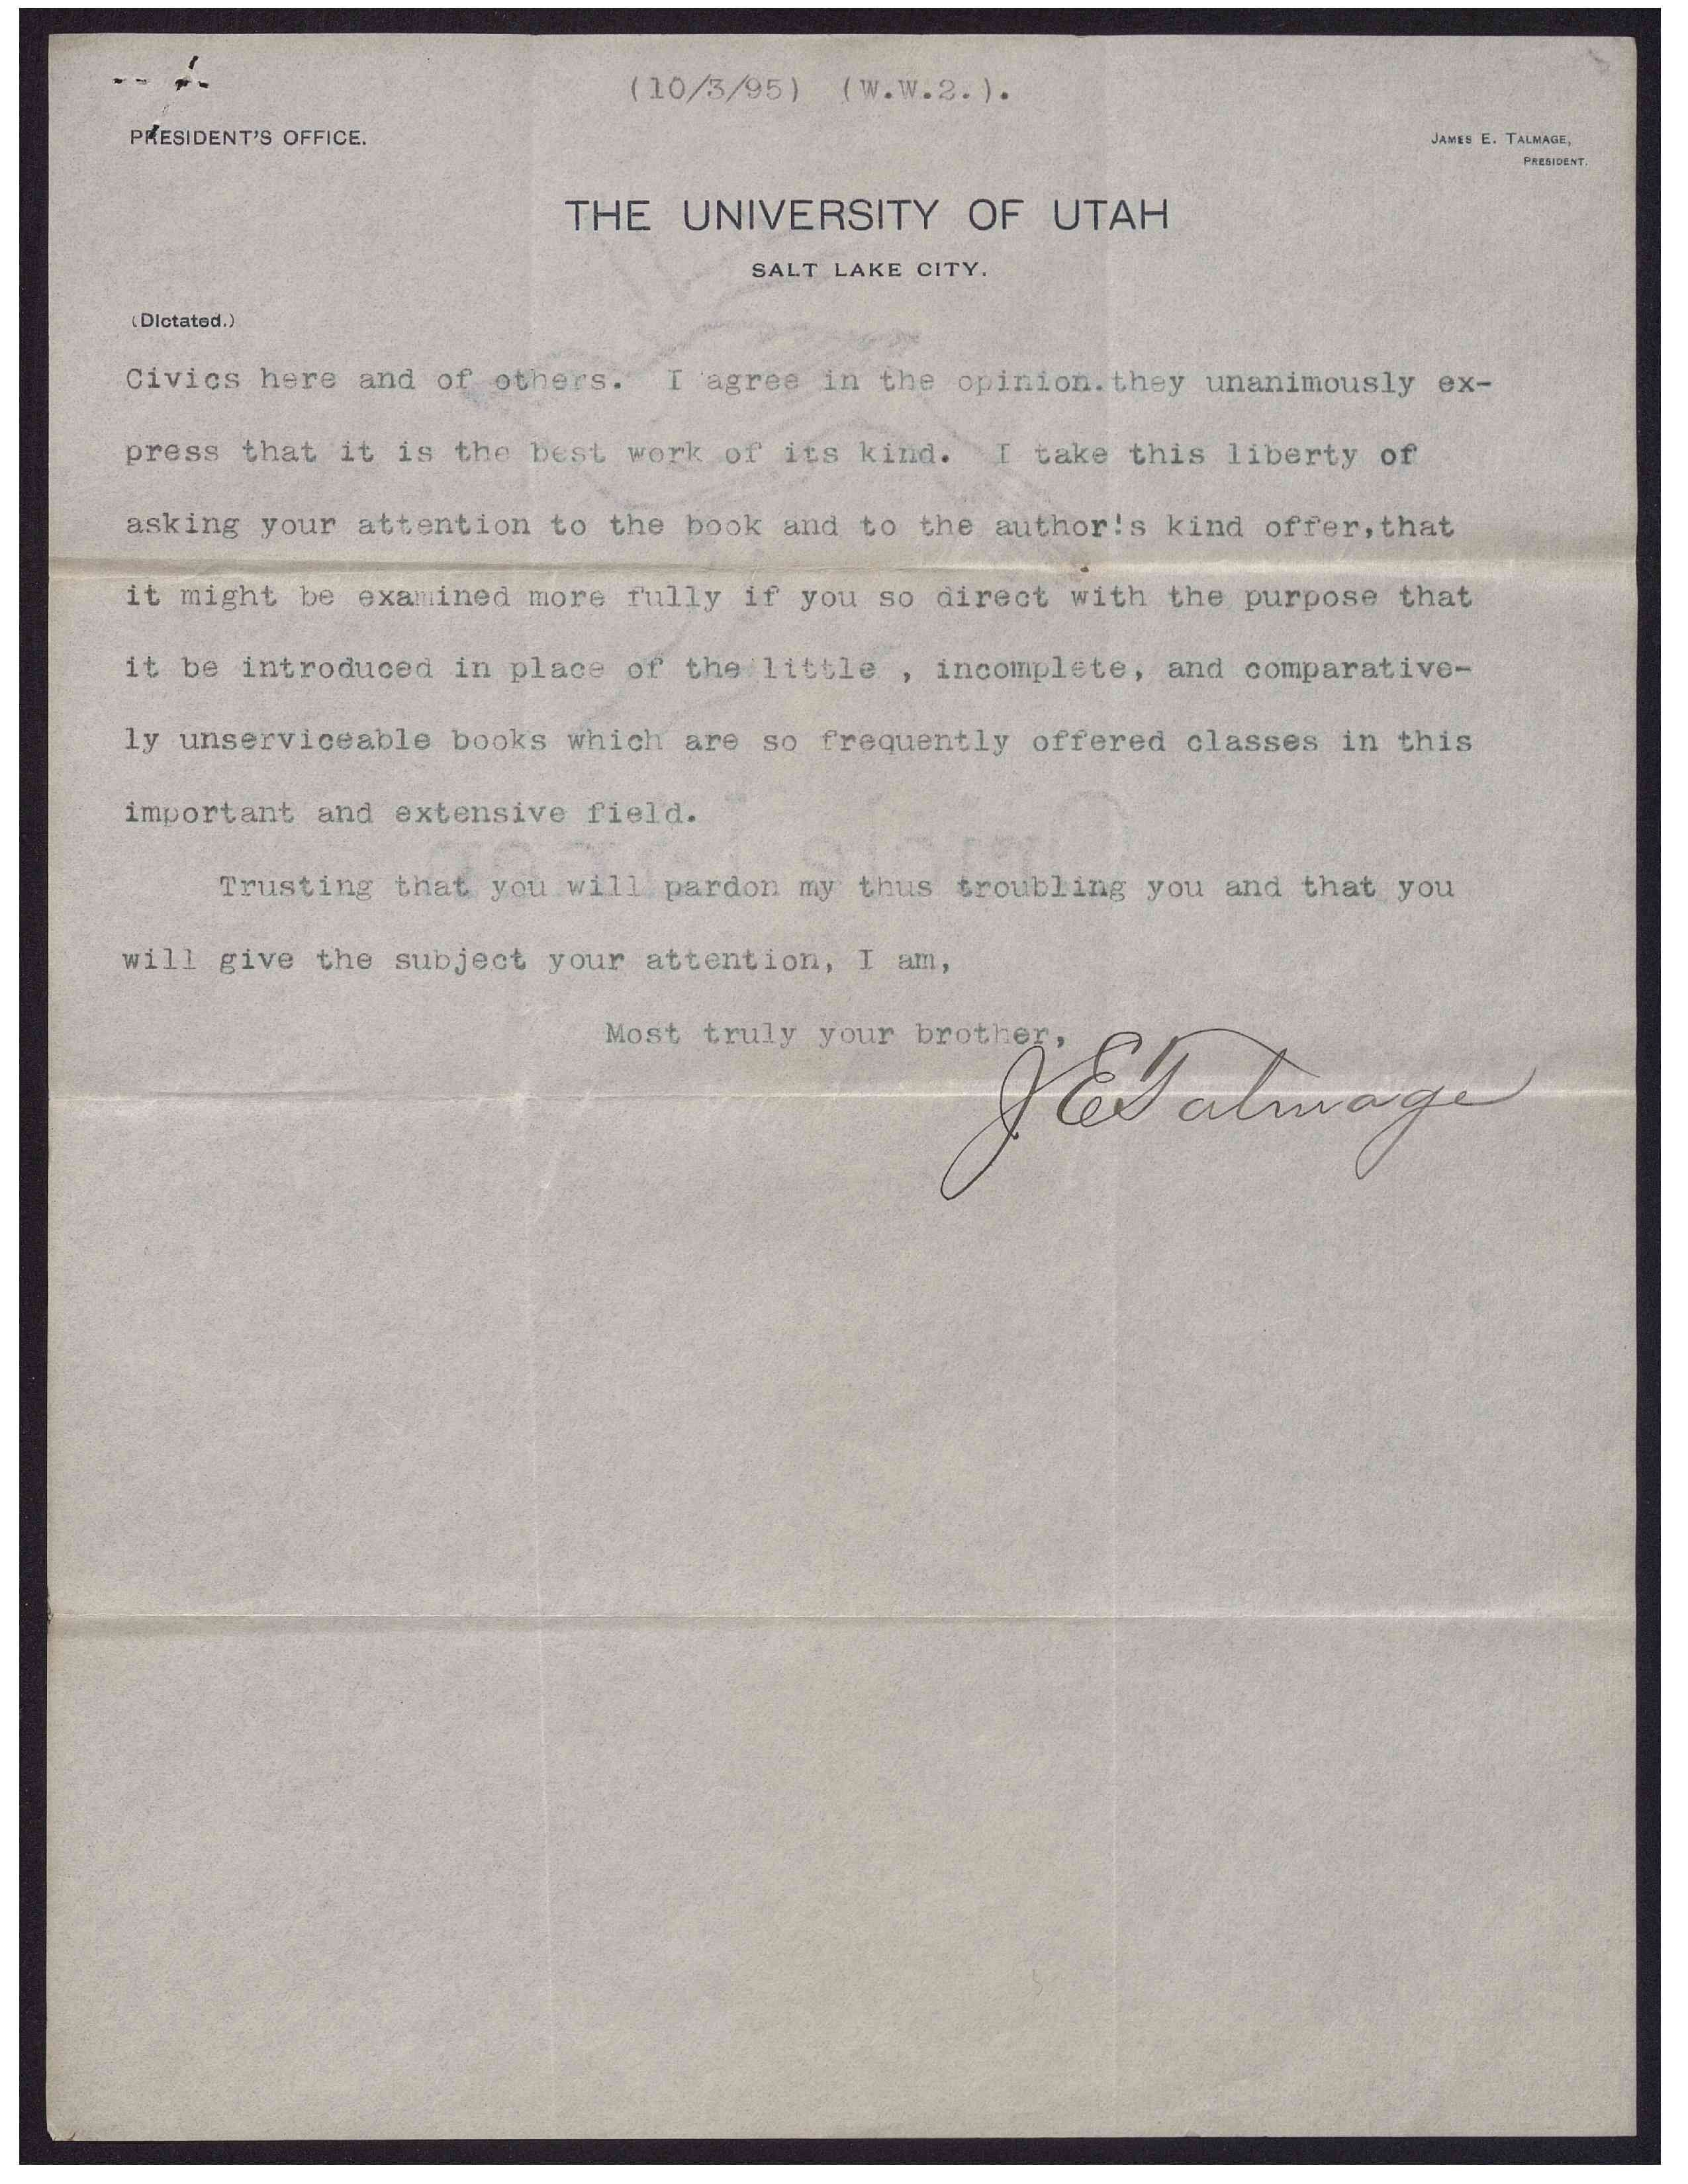 (10/3/95) (W.W.2.).
PRESIDENT'S OFFICE.
JAMES E. TALMAGE,
PRESIDENT.
THE UNIVERSITY OF UTAH
SALT LAKE CITY.
(Dictated.)
Civics here and of others. I agree in the opinion.they unanimously ex-
press that it is the best work of its kind. I take this liberty of
asking your attention to the book and to the author!s kind offer,that
it might be examined more fully if you so direct with the purpose that
it be introduced in place of the little , incomplete, and comparative-
ly unserviceable books which are so frequently offered classes in this
important and extensive field.
Trusting that you will pardon my thus troubling you and that you
will give the subject your attention, I am,
Most truly your brother,
J. E. Talmage